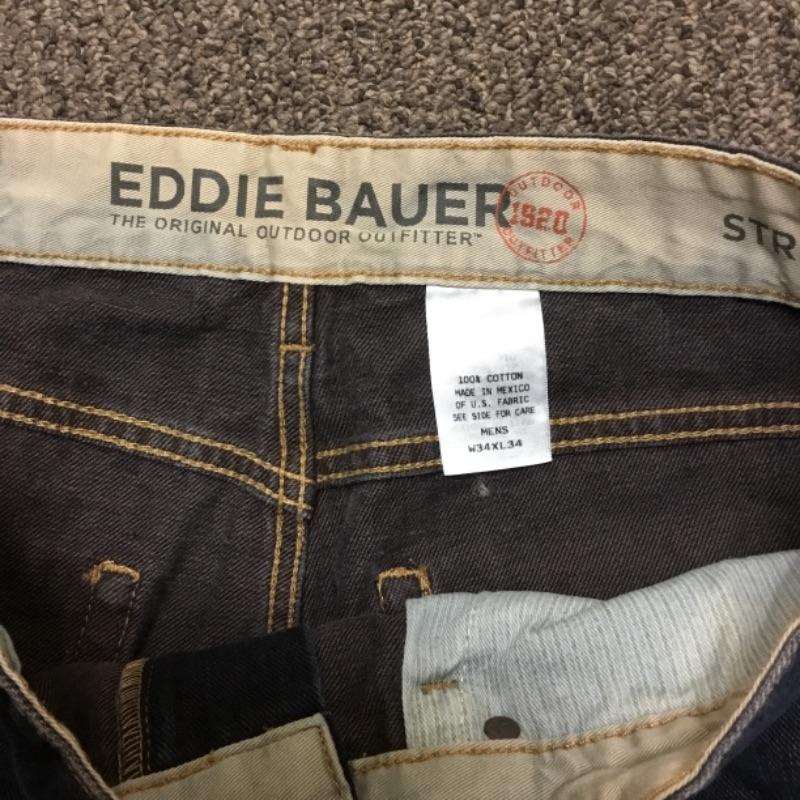 EDDIE BAUER
THE ORIGINAL OUTDOOR OUTFITTER™
OUTDOOR
1920
OUTFITTER
STR
100% COTTON
MADE IN MEXICO
OF U.S. FABRIC
SEE SIDE FOR CARE
MENS
W34XL34